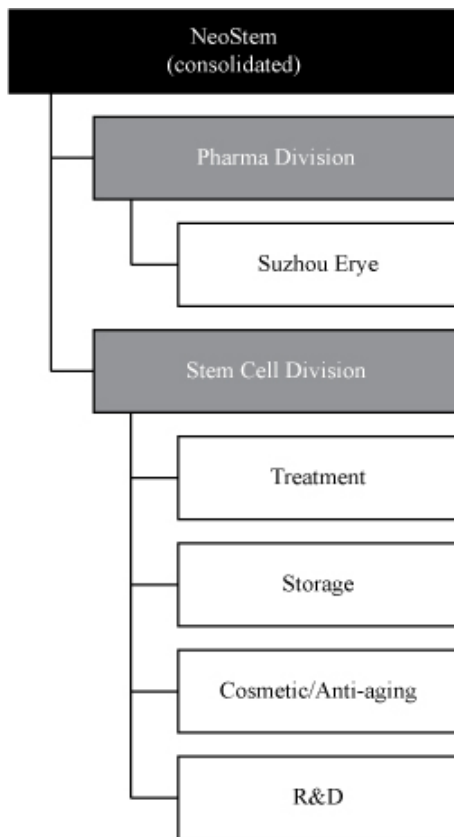 NeoStem
(consolidated)
Pharma Division
Suzhou Erye
Stem Cell Division
Treatment
Storage
Cosmetic/Anti-aging
R&D